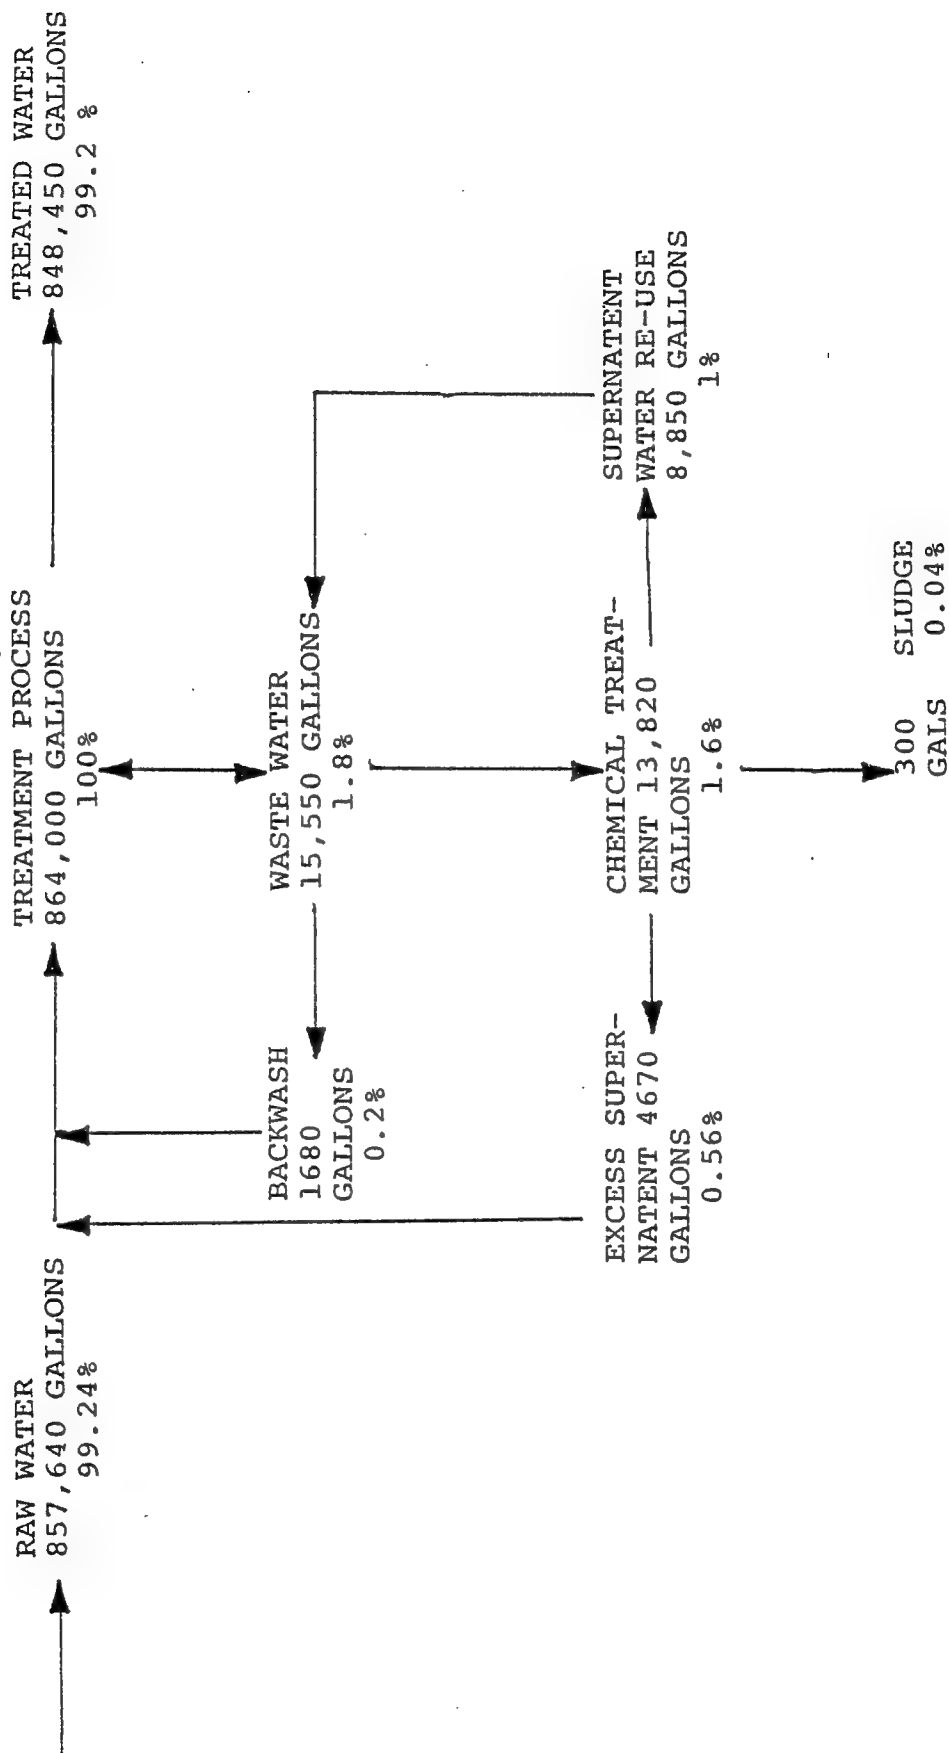 RAW WATER
857,640 GALLONS
99.24%
TREATMENT PROCESS
864,000 GALLONS
100%
TREATED WATER
848,450 GALLONS
99.2 %
BACKWASH
1680
GALLONS
0.2%
WASTE WATER
15,550 GALLONS
1.8%
EXCESS SUPER-
NATENT 4670
GALLONS
0.56%
CHEMICAL TREAT-
MENT 13,820
GALLONS
1.6%
SUPERNATENT
WATER RE-USE
8,850 GALLONS
1%
300 SLUDGE
GALS 0.04%